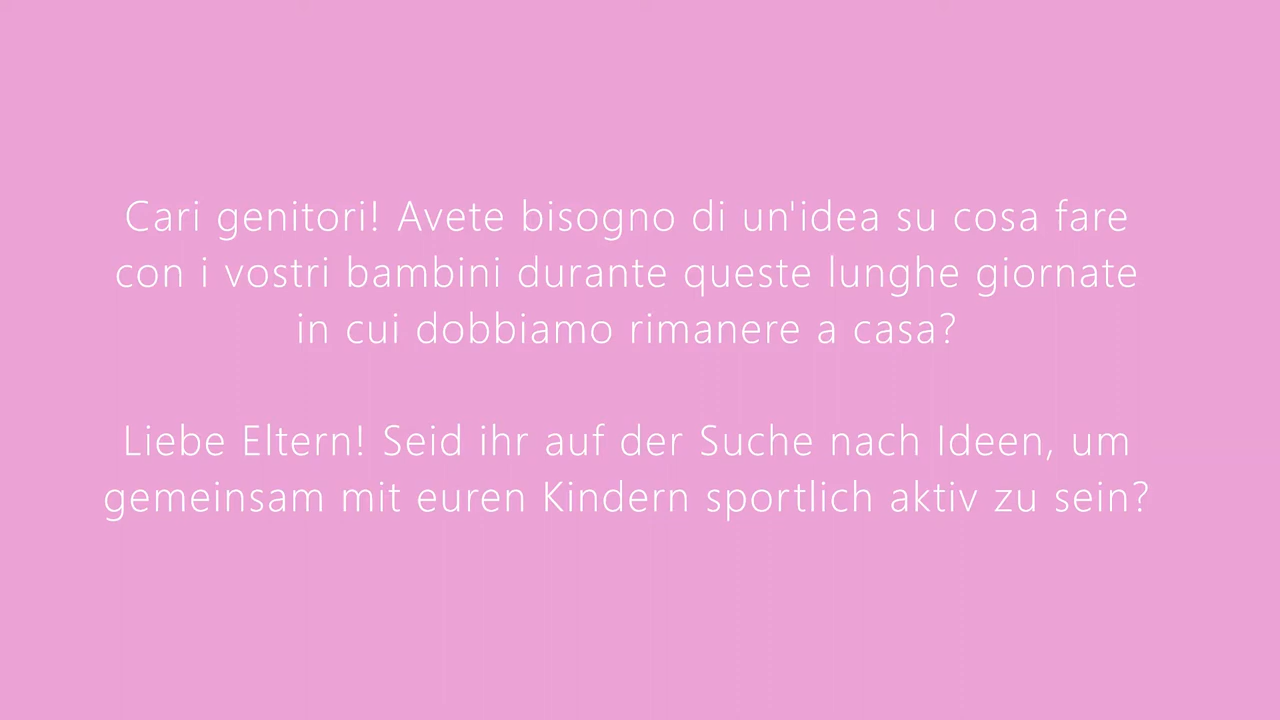 Cari genitori! Avete bisogno di un'idea su cosa fare
con i vostri bambini durante queste lunghe giornate
in cui dobbiamo rimanere a casa?
Liebe Eltern! Seid ihr auf der Suche nach Ideen, um
gemeinsam mit euren Kindern sportlich aktiv zu sein?